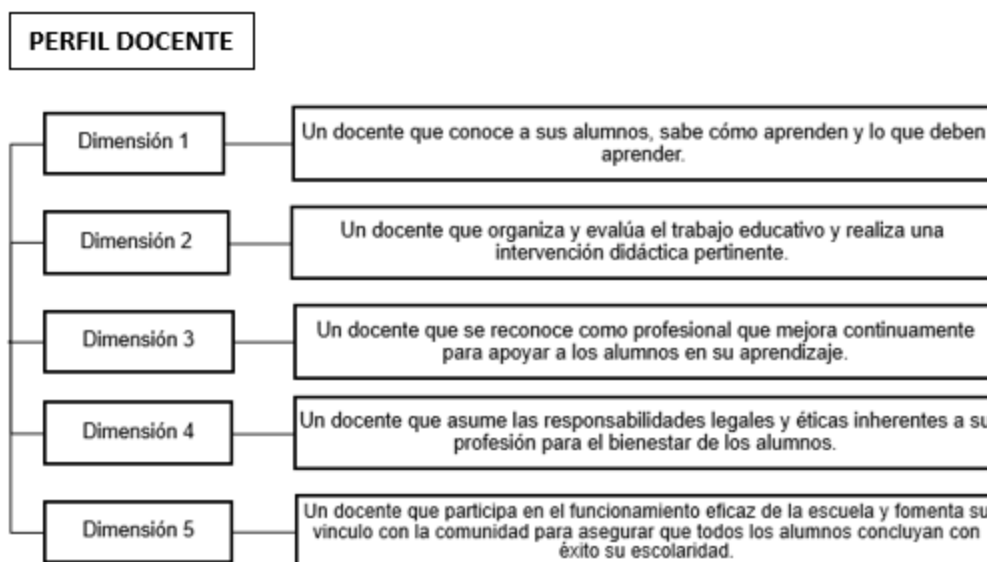 PERFIL DOCENTE
Dimensión 1
Un docente que conoce a sus alumnos, sabe cómo aprenden y lo que deben
aprender.
Dimensión 2
Un docente que organiza y evalúa el trabajo educativo y realiza una
intervención didáctica pertinente.
Dimensión 3
Un docente que se reconoce como profesional que mejora continuamente
para apoyar a los alumnos en su aprendizaje.
Dimensión 4
Un docente que asume las responsabilidades legales y éticas inherentes a su
profesión para el bienestar de los alumnos.
Dimensión 5
Un docente que participa en el funcionamiento eficaz de la escuela y fomenta su
vinculo con la comunidad para asegurar que todos los alumnos concluyan con
éxito su escolaridad.